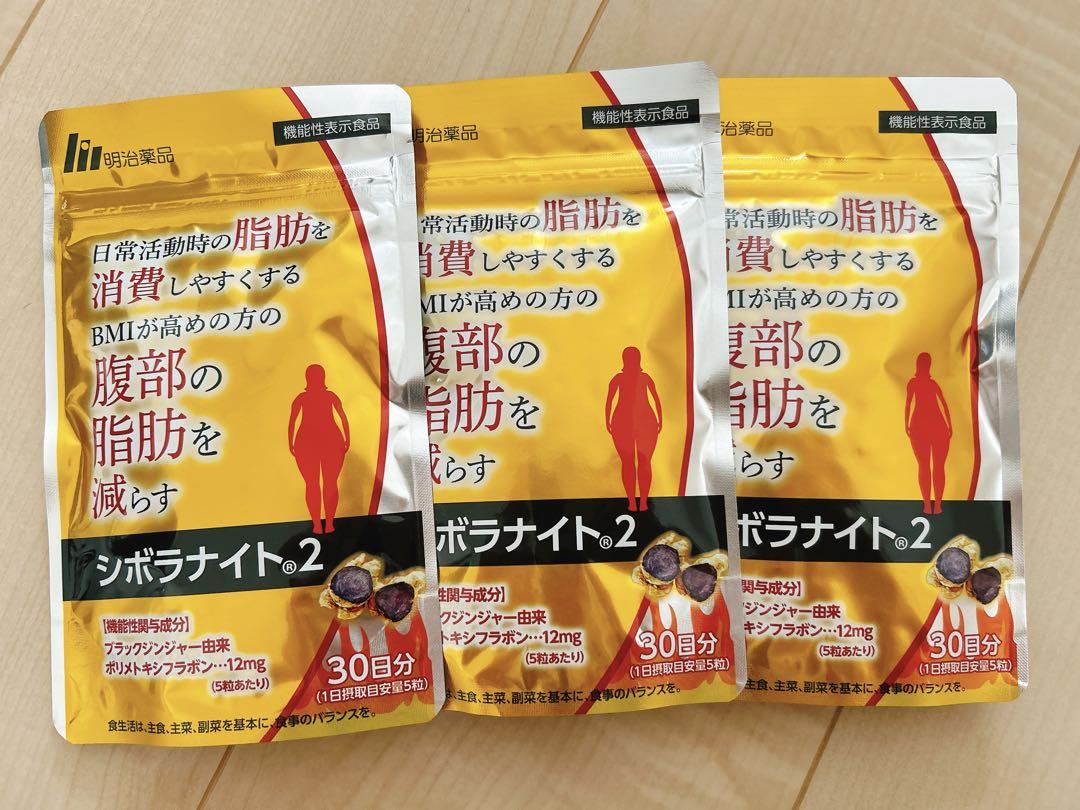 明治薬品
機能性表示食品
日常活動時の脂肪を
消費しやすくする
BMIが高めの方の
腹部の
脂肪を
減らす
シボラナイト®2
【機能性関与成分】
ブラックジンジャー由来
ポリメトキシフラボン…12mg
(5粒あたり)
30日分
(1日摂取目安量5粒)
食生活は、主食、主菜、副菜を基本に、食事のバランスを。
明治薬品
機能性表示食品
常活動時の脂肪を
消費しやすくする
MIが高めの方の
腹部の
脂肪を
減らす
ボラナイト®2
性関与成分】
ックジンジャー由来
トキシフラボン…12mg
(5粒あたり)
30日分
(1日摂取目安量5粒)
、主食、主菜、副菜を基本に、食事のバランスを。
治薬品
機能性表示食品
常活動時の脂肪を
費しやすくする
MIが高めの方の
腹部の
脂肪を
らす
ボラナイト®2
関与成分】
クジンジャー由来
トキシフラボン…12mg
(5粒あたり)
30日分
(1日摂取目安量5粒)
主食、主菜、副菜を基本に、食事のバランスを。